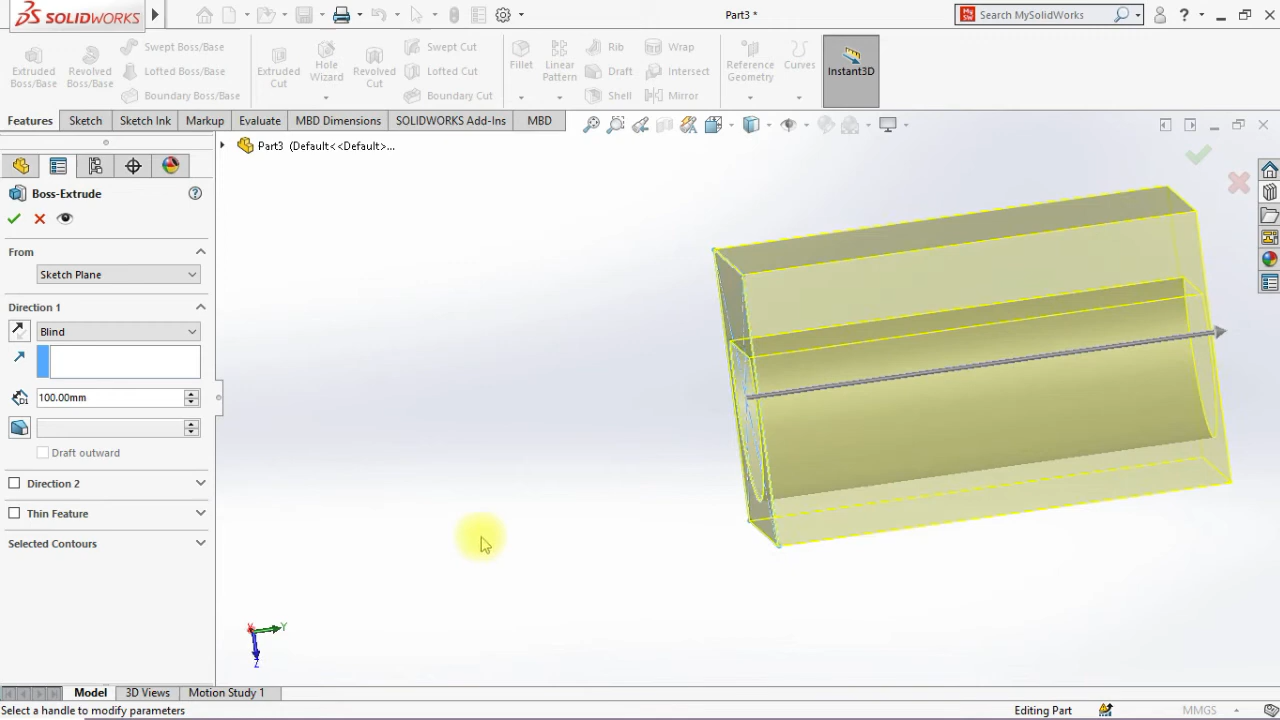 SOLIDWORKS
Part3 *
Search MySolidWorks
Extruded Boss/Base
Revolved Boss/Base
Swept Boss/Base
Lofted Boss/Base
Boundary Boss/Base
Extruded Cut
Hole Wizard
Revolved Cut
Swept Cut
Lofted Cut
Boundary Cut
Fillet
Linear Pattern
Rib
Draft
Shell
Wrap
Intersect
Mirror
Reference Geometry
Curves
Instant3D
Features
Sketch
Sketch Ink
Markup
Evaluate
MBD Dimensions
SOLIDWORKS Add-Ins
MBD
Part3 (Default<<Default>...
Boss-Extrude
From
Sketch Plane
Direction 1
Blind
D1
100.00mm
Draft outward
Direction 2
Thin Feature
Selected Contours
Y
Z
Model
3D Views
Motion Study 1
Select a handle to modify parameters
Editing Part
MMGS